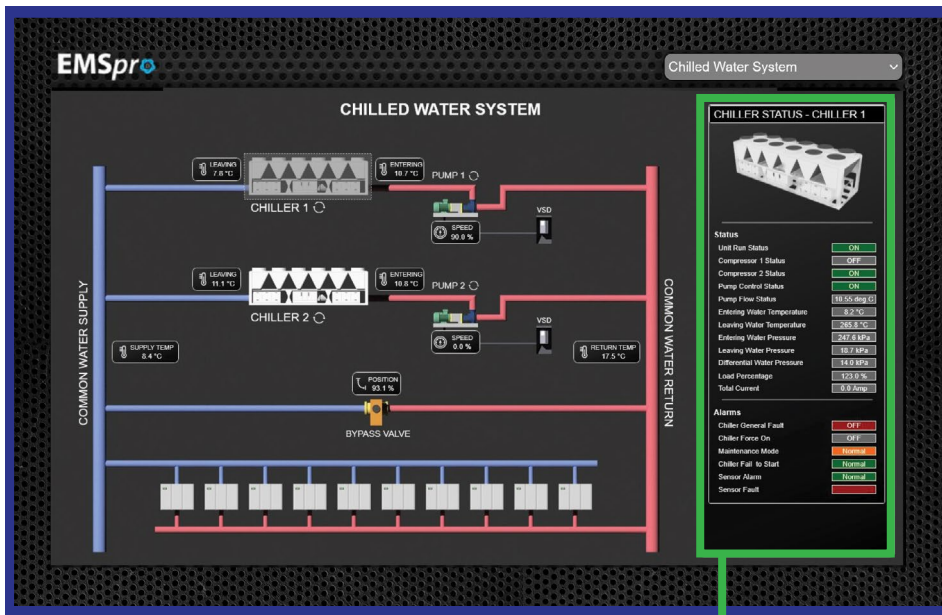 EMSpro
Chilled Water System
CHILLED WATER SYSTEM
LEAVING
7.6 °C
ENTERING
10.7 °C
PUMP 1
CHILLER 1
SPEED
90.0 %
VSD
LEAVING
11.1 °C
ENTERING
10.8 °C
PUMP 2
CHILLER 2
SPEED
0.0 %
VSD
COMMON WATER SUPPLY
SUPPLY TEMP
8.4 °C
RETURN TEMP
17.5 °C
COMMON WATER RETURN
POSITION
93.1 %
BYPASS VALVE
CHILLER STATUS - CHILLER 1
Status
Unit Run Status ON
Compressor 1 Status OFF
Compressor 2 Status ON
Pump Control Status ON
Pump Flow Status 10.55 deg C
Entering Water Temperature 8.2 °C
Leaving Water Temperature 265.8 °C
Entering Water Pressure 247.6 kPa
Leaving Water Pressure 18.7 kPa
Differential Water Pressure 14.0 kPa
Load Percentage 123.0 %
Total Current 0.0 Amp
Alarms
Chiller General Fault OFF
Chiller Force On OFF
Maintenance Mode Normal
Chiller Fail to Start Normal
Sensor Alarm Normal
Sensor Fault